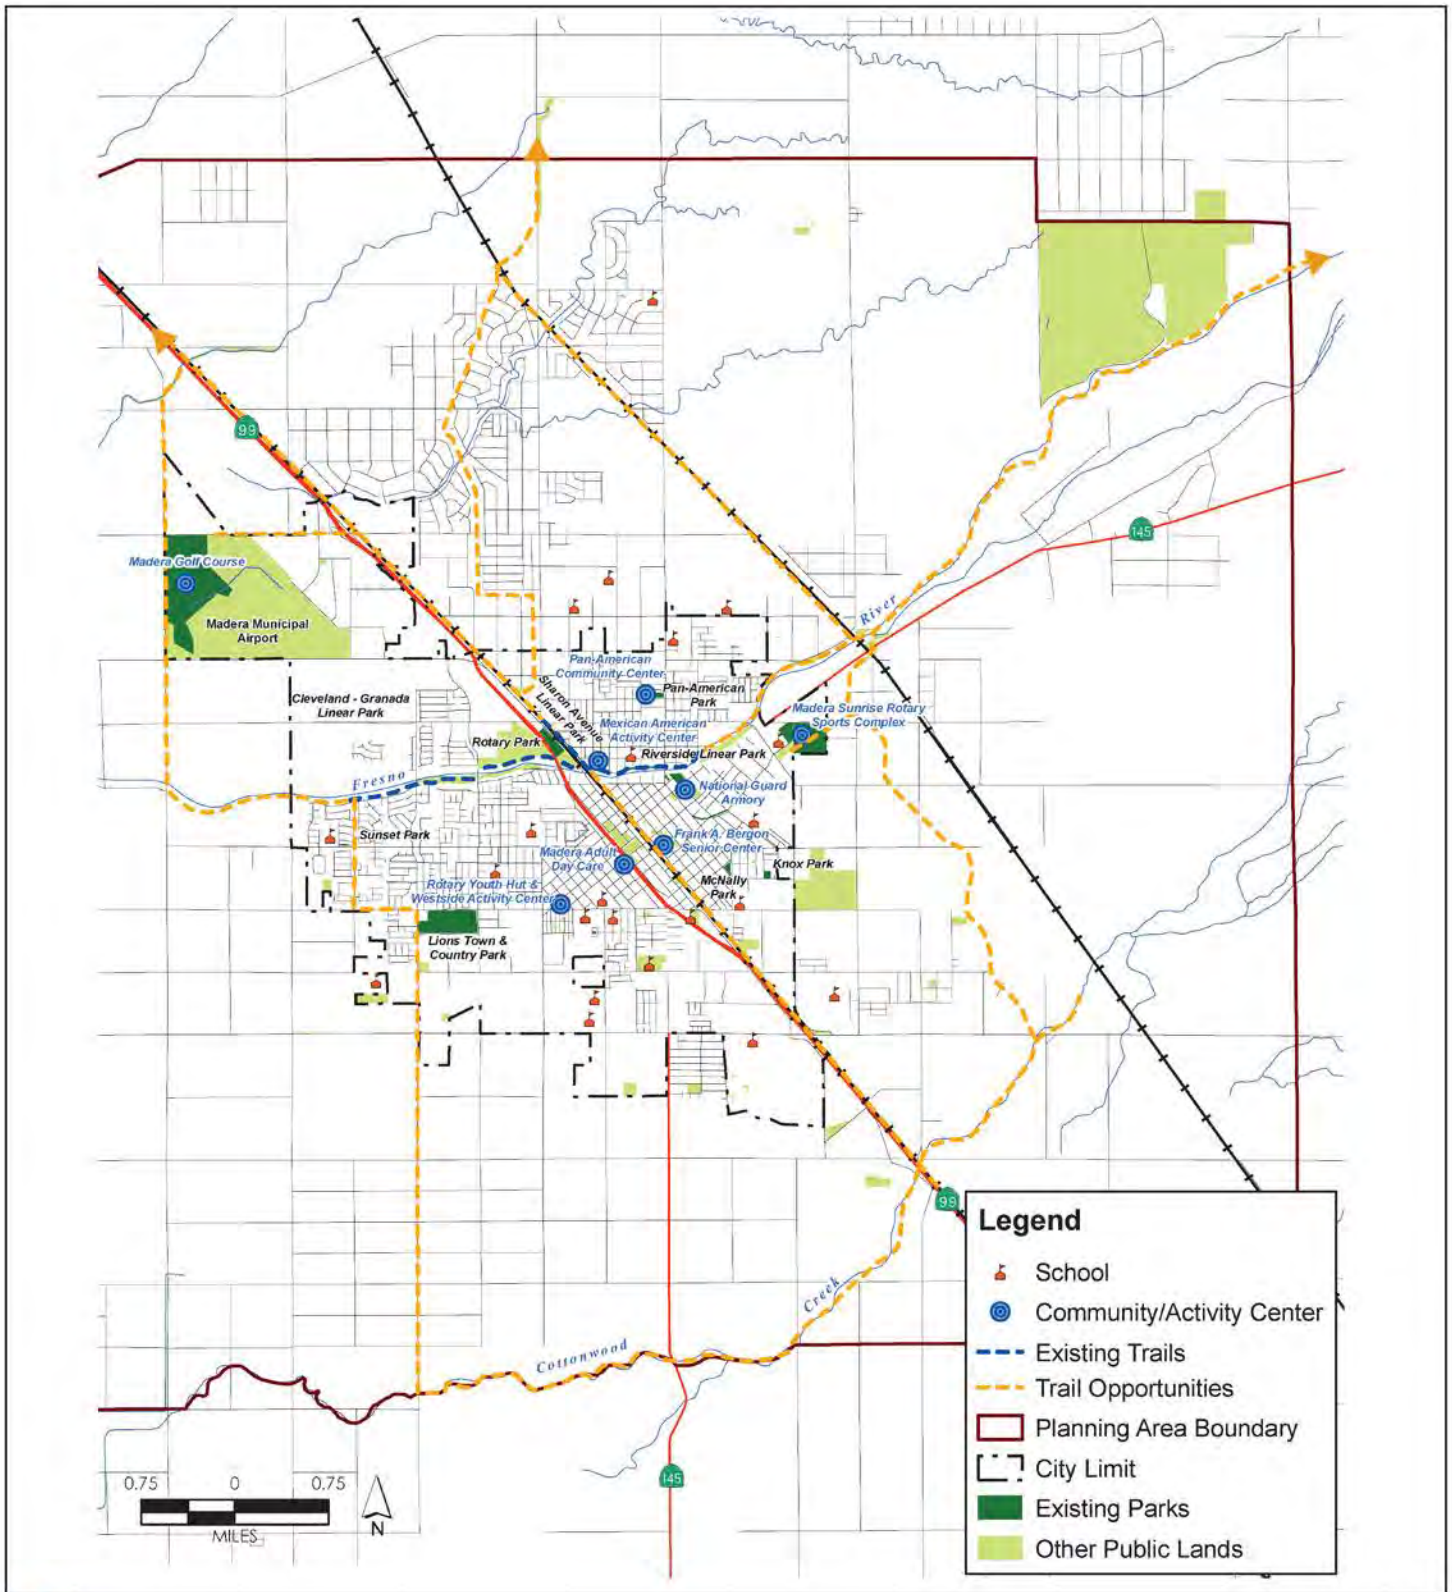 99
145
River
Madera Golf Course
Madera Municipal
Airport
Pan-American
Community Center
Pan-American
Park
Cleveland - Granada
Linear Park
Sharon Avenue
Linear Park
Mexican American
Activity Center
Madera Sunrise Rotary
Sports Complex
Rotary Park
Riverside Linear Park
Fresno
National Guard
Armory
Sunset Park
Frank A. Bergon
Senior Center
Madera Adult
Day Care
Knox Park
McNally
Park
Rotary Youth Hut &
Westside Activity Center
Lions Town &
Country Park
99
Creek
Cottonwood
145
0.75 0 0.75
MILES
N
Legend
School
Community/Activity Center
Existing Trails
Trail Opportunities
Planning Area Boundary
City Limit
Existing Parks
Other Public Lands